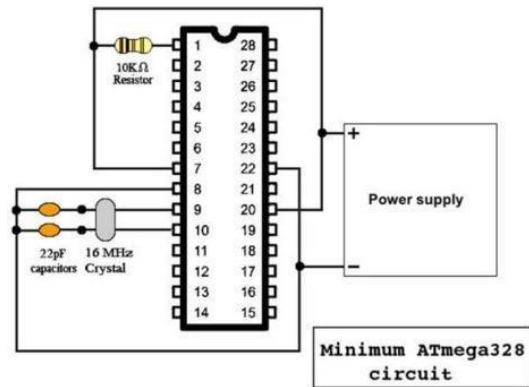 1 28
2 27
3 26
4 25
5 24
6 23
7 22
8 21
9 20
10 19
11 18
12 17
13 16
14 15
10KΩ
Resistor
22pF
capacitors
16 MHz
Crystal
+
Power supply
−
Minimum ATmega328
circuit